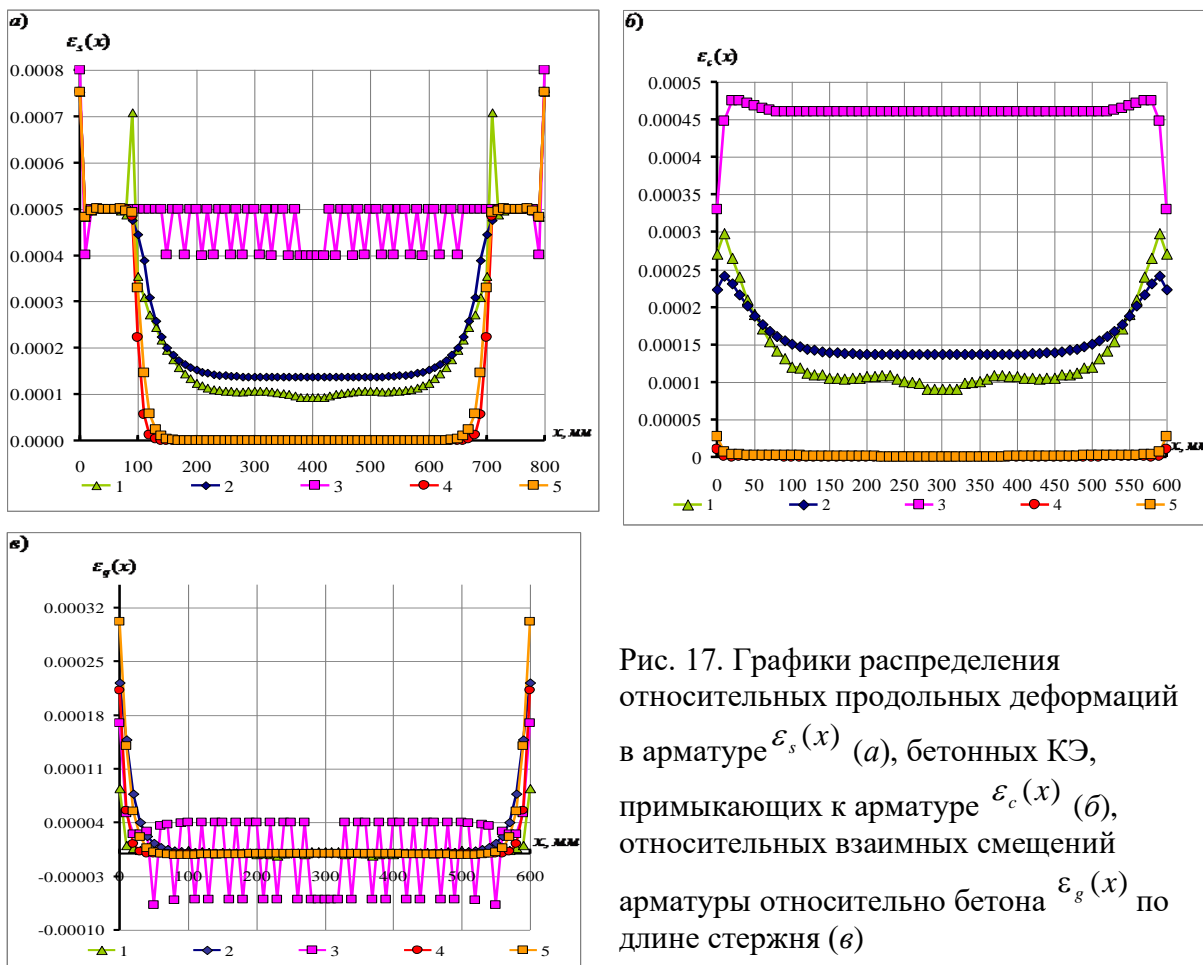 а)
εs(x)
0.0008
0.0007
0.0006
0.0005
0.0004
0.0003
0.0002
0.0001
0.0000
x, мм
0 100 200 300 400 500 600 700 800
1 2 3 4 5
б)
εc(x)
0.0005
0.00045
0.0004
0.00035
0.0003
0.00025
0.0002
0.00015
0.0001
0.00005
0
x, мм
0 50 100 150 200 250 300 350 400 450 500 550 600
1 2 3 4 5
в)
εg(x)
0.00032
0.00025
0.00018
0.00011
0.00004
-0.00003
-0.00010
x, мм
0 100 200 300 400 500 600
1 2 3 4 5
Рис. 17. Графики распределения
относительных продольных деформаций
в арматуре εs(x) (а), бетонных КЭ,
примыкающих к арматуре εc(x) (б),
относительных взаимных смещений
арматуры относительно бетона εg(x) по
длине стержня (в)